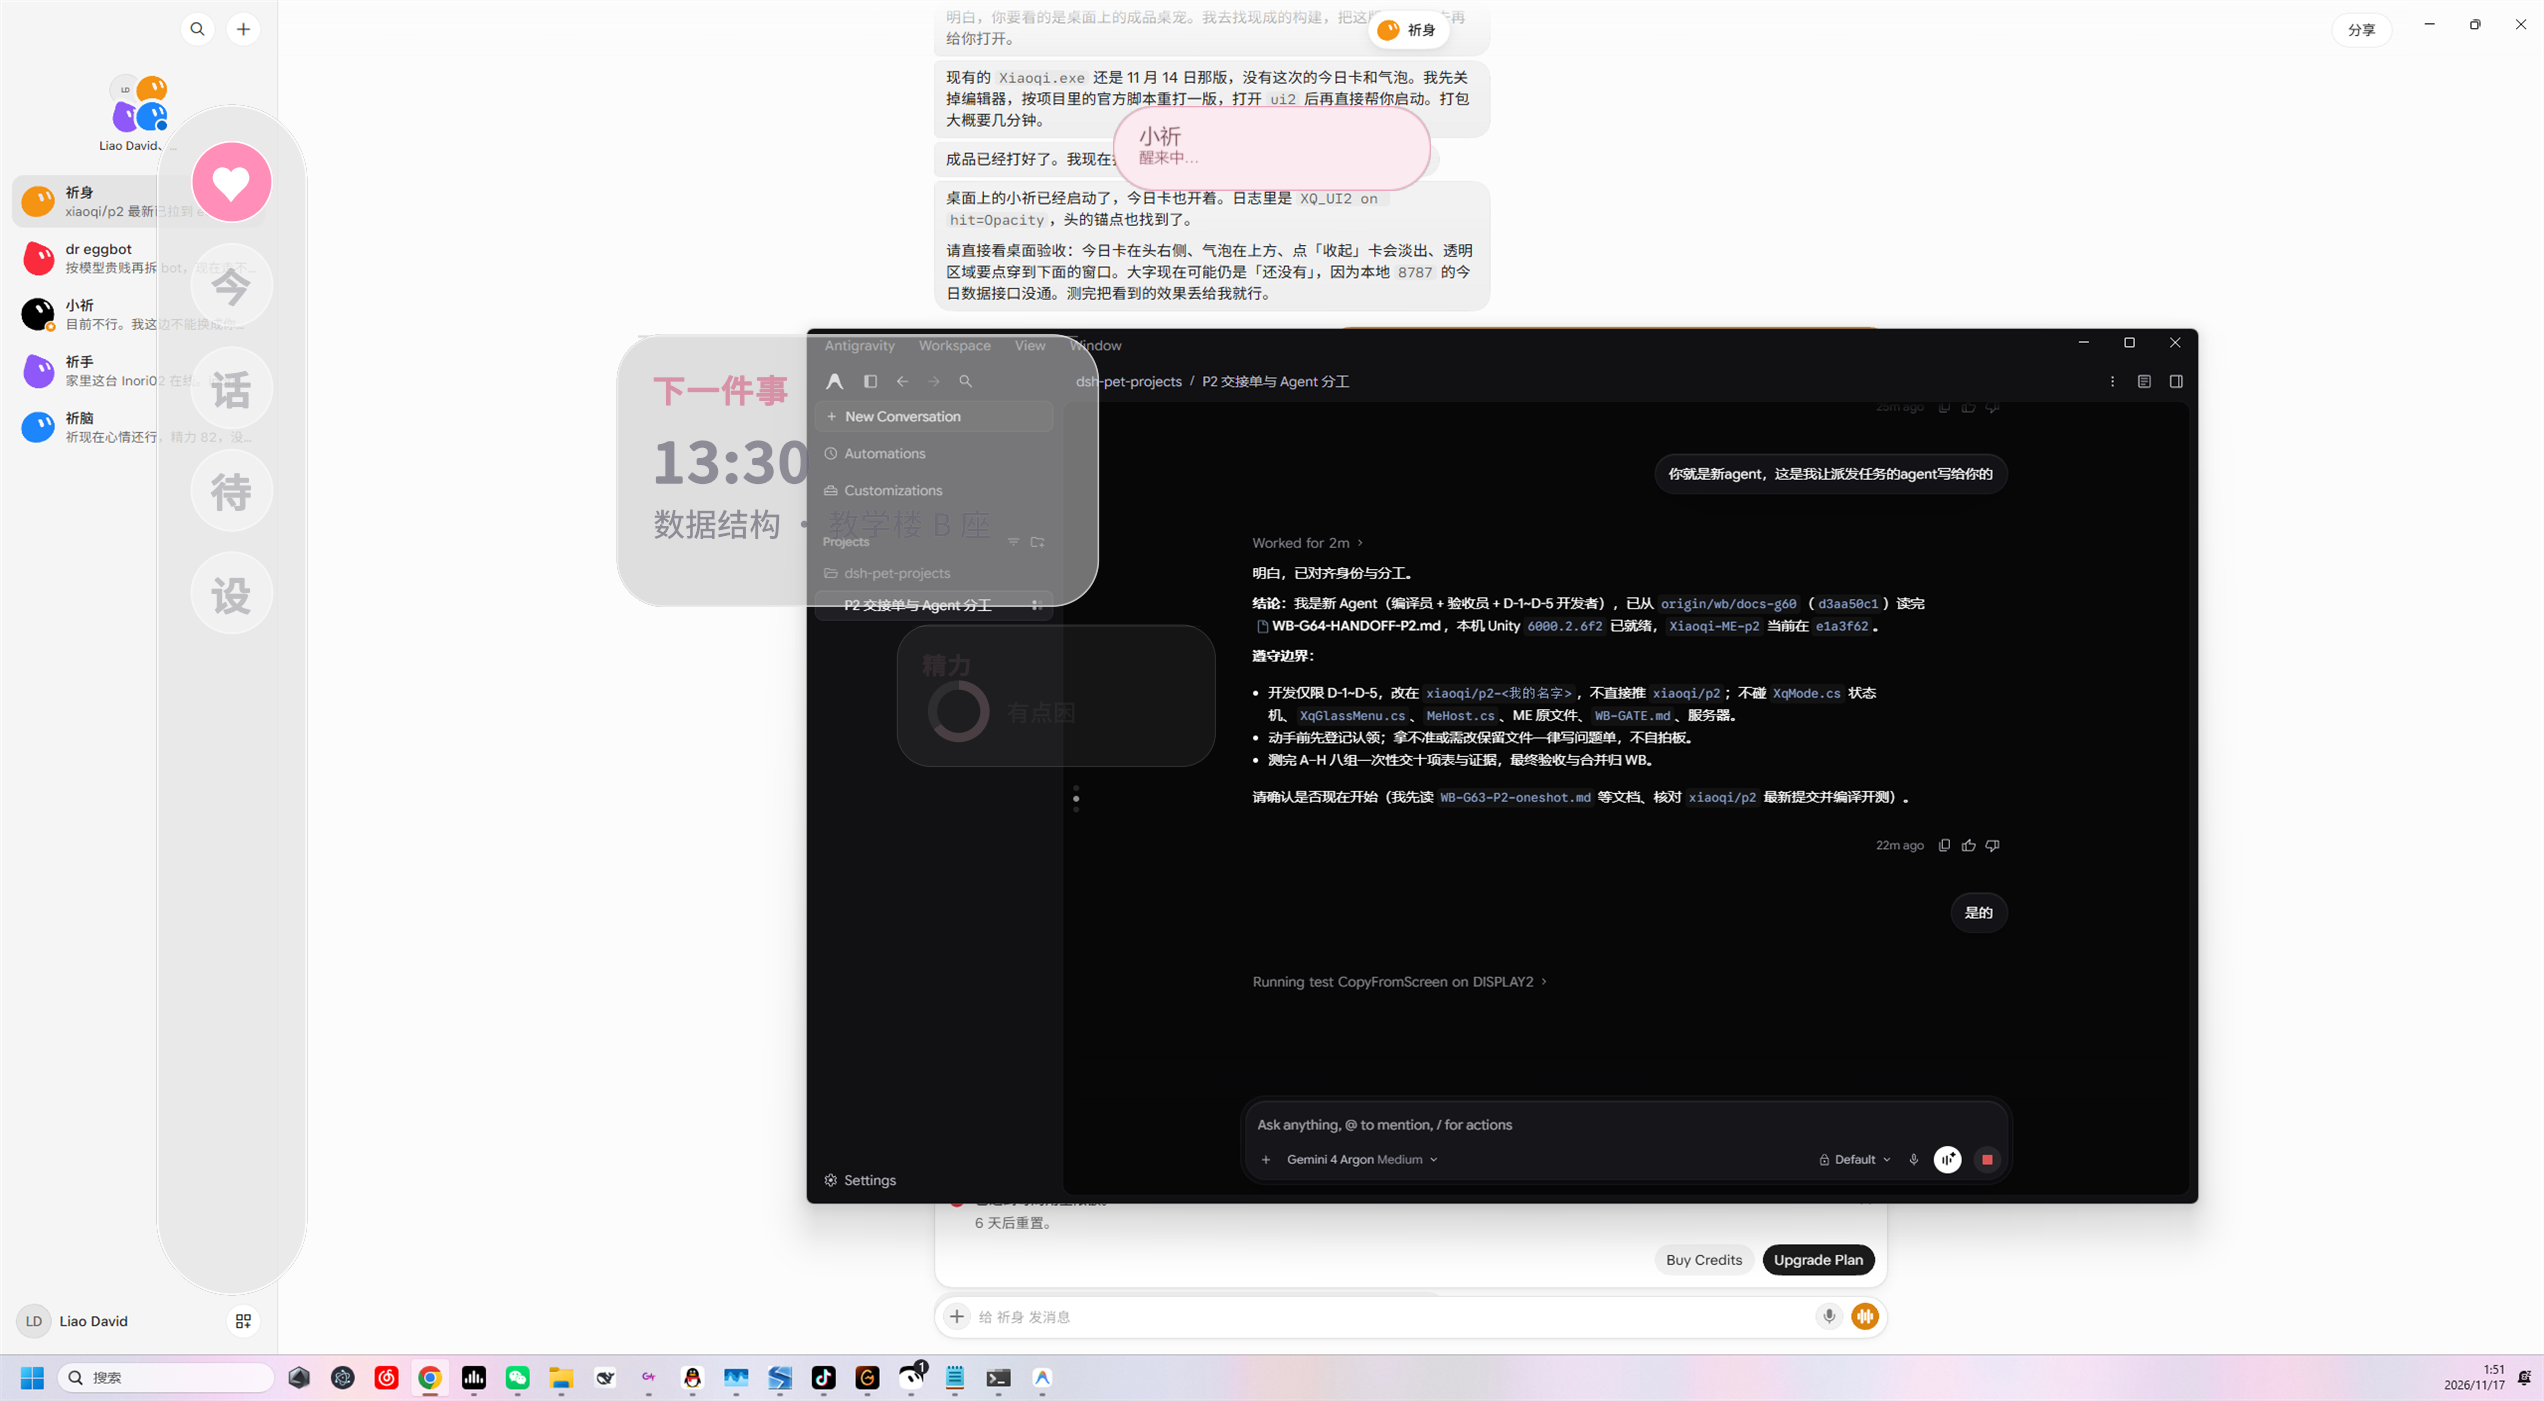 LD
Liao David、...
祈身
xiaoqi/p2 最新已拉到 e
dr eggbot
按模型贵贱再拆 bot，现在
小祈
目前不行。我这边不能换成你...
祈手
家里这台 Inori02 在线
祈脑
祈现在心情还行，精力 82，没...
今
话
待
设
LD
Liao David
明白，你要看的是桌面上的成品桌宠。我去找现成的构建，把这
再
给你打开。
祈身
分享
现有的 Xiaoqi.exe 还是 11 月 14 日那版，没有这次的今日卡和气泡。我先关
掉编辑器，按项目里的官方脚本重打一版，打开 ui2 后再直接帮你启动。打包
大概要几分钟。
成品已经打好了。我现在
小祈
醒来中...
桌面上的小祈已经启动了，今日卡也开着。日志里是 XQ_UI2 on
hit=Opacity，头的锚点也找到了。
请直接看桌面验收：今日卡在头右侧、气泡在上方、点「收起」卡会淡出、透明
区域要点穿到下面的窗口。大字现在可能仍是「还没有」，因为本地 8787 的今
日数据接口没通。测完把看到的效果丢给我就行。
下一件事
13:30
数据结构 · 教学楼 B 座
精力
有点困
Antigravity Workspace View Window
New Conversation
Automations
Customizations
Projects
dsh-pet-projects
P2 交接单与 Agent 分工
Settings
dsh-pet-projects / P2 交接单与 Agent 分工
25m ago
你就是新agent，这是我让派发任务的agent写给你的
Worked for 2m
明白，已对齐身份与分工。
结论：我是新 Agent（编译员 + 验收员 + D-1~D-5 开发者），已从 origin/wb/docs-g60 （ d3aa50c1 ）读完
WB-G64-HANDOFF-P2.md，本机 Unity 6000.2.6f2 已就绪， Xiaoqi-ME-p2 当前在 e1a3f62 。
遵守边界：
• 开发仅限 D-1~D-5，改在 xiaoqi/p2-<我的名字> ，不直接推 xiaoqi/p2 ；不碰 XqMode.cs 状态
机、 XqGlassMenu.cs 、 MeHost.cs 、ME 原文件、 WB-GATE.md 、服务器。
• 动手前先登记认领；拿不准或需改保留文件一律写问题单，不自拍板。
• 测完 A–H 八组一次性交十项表与证据，最终验收与合并归 WB。
请确认是否现在开始（我先读 WB-G63-P2-oneshot.md 等文档、核对 xiaoqi/p2 最新提交并编译开测）。
22m ago
是的
Running test CopyFromScreen on DISPLAY2
Ask anything, @ to mention, / for actions
Gemini 4 Argon Medium
Default
6 天后重置。
Buy Credits
Upgrade Plan
给 祈身 发消息
搜索
1
1:51
2026/11/17